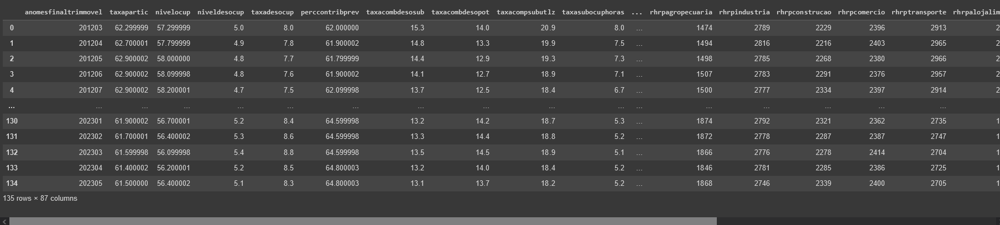 anomesfinaltrimmovel taxapartic nivelocup niveldesocup taxadesocup perccontribprev taxacombdesosub taxacombdesopot taxacompsubutlz taxasubocuphoras ... rhrpagropecuaria rhrpindustria rhrpconstrucao rhrpcomercio rhrptransporte rhrpalojalim
0 201203 62.299999 57.299999 5.0 8.0 62.000000 15.3 14.0 20.9 8.0 ... 1474 2789 2229 2396 2913 2
1 201204 62.700001 57.799999 4.9 7.8 61.900002 14.8 13.3 19.9 7.5 ... 1494 2816 2216 2403 2965 2
2 201205 62.900002 58.000000 4.8 7.7 61.799999 14.4 12.9 19.3 7.3 ... 1498 2785 2268 2380 2966 2
3 201206 62.900002 58.099998 4.8 7.6 61.900002 14.1 12.7 18.9 7.1 ... 1507 2783 2291 2376 2957 2
4 201207 62.900002 58.200001 4.7 7.5 62.099998 13.7 12.5 18.4 6.7 ... 1500 2777 2334 2397 2914 2
... ... ... ... ... ... ... ... ... ... ... ... ... ... ... ... ...
130 202301 61.900002 56.700001 5.2 8.4 64.599998 13.2 14.2 18.7 5.3 ... 1874 2792 2321 2362 2735 1
131 202302 61.700001 56.400002 5.3 8.6 64.599998 13.3 14.4 18.8 5.2 ... 1872 2778 2287 2387 2747 1
132 202303 61.599998 56.099998 5.4 8.8 64.599998 13.5 14.5 18.9 5.1 ... 1866 2776 2278 2414 2704 1
133 202304 61.400002 56.200001 5.2 8.5 64.800003 13.2 14.0 18.4 5.2 ... 1846 2781 2285 2386 2725 1
134 202305 61.500000 56.400002 5.1 8.3 64.800003 13.1 13.7 18.2 5.2 ... 1868 2746 2339 2400 2705 1
135 rows × 87 columns